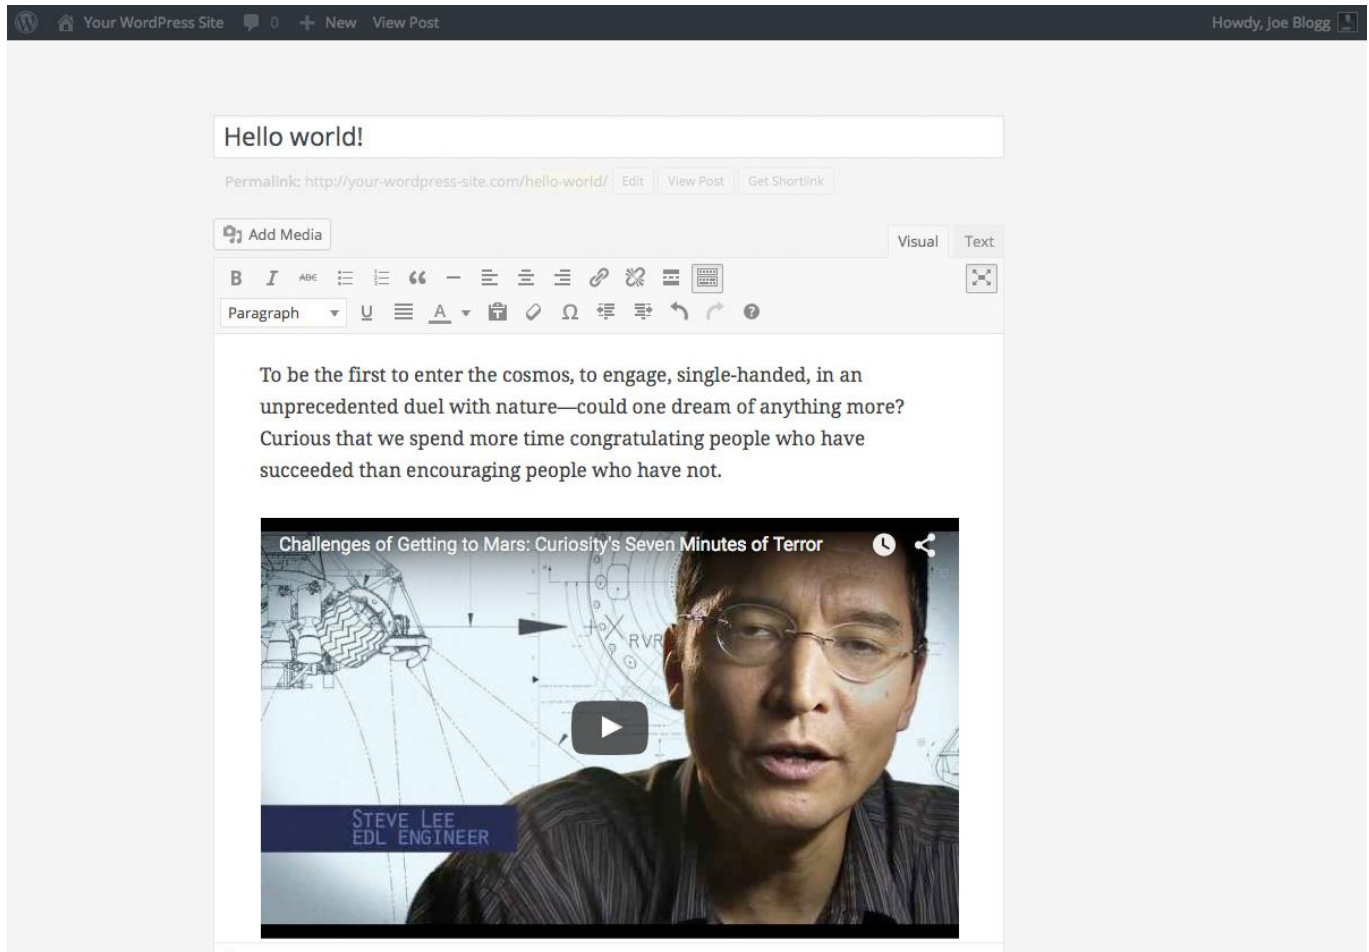 Your WordPress Site 0 New View Post Howdy, Joe Blogg
Hello world!
Permalink: http://your-wordpress-site.com/hello-world/ Edit View Post Get Shortlink
Add Media
Visual Text
B I ABC
Paragraph U A T Ω ?
To be the first to enter the cosmos, to engage, single-handed, in an
unprecedented duel with nature—could one dream of anything more?
Curious that we spend more time congratulating people who have
succeeded than encouraging people who have not.
Challenges of Getting to Mars: Curiosity's Seven Minutes of Terror
RVR
STEVE LEE
EDL ENGINEER